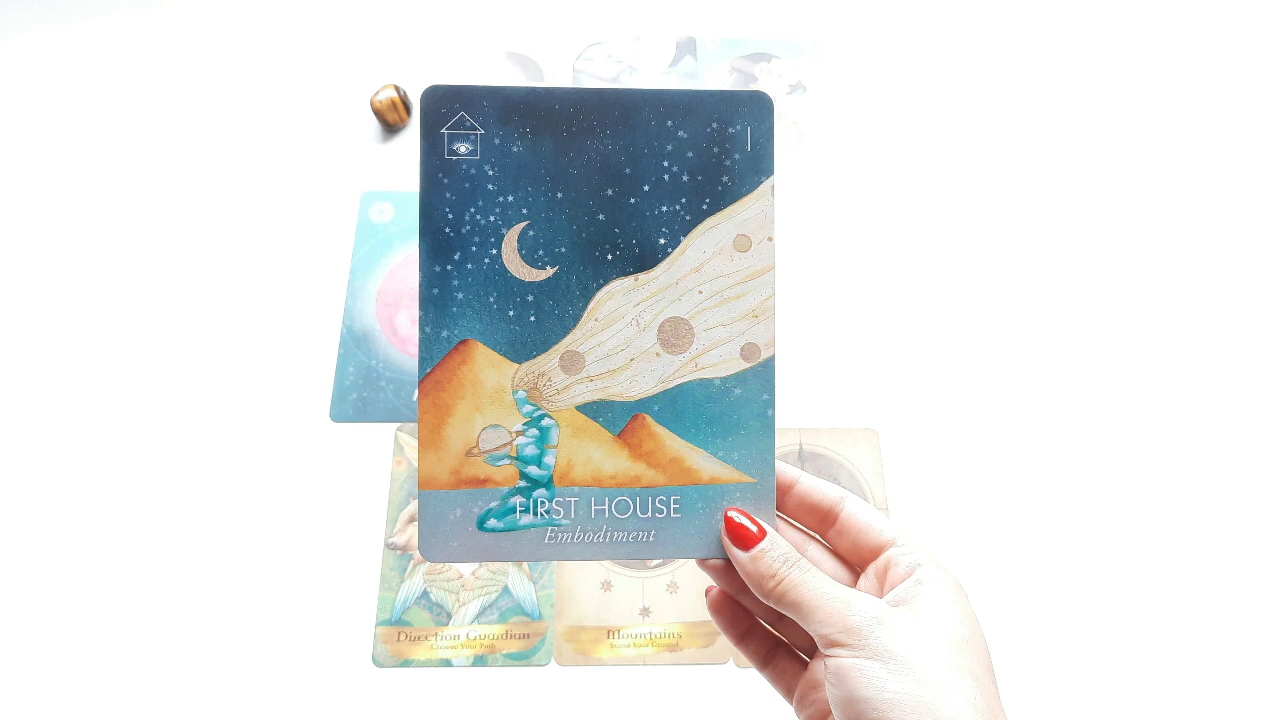 I
FIRST HOUSE
Embodiment
Direction Guardian
Choose Your Path
Mountains
Stand Your Ground